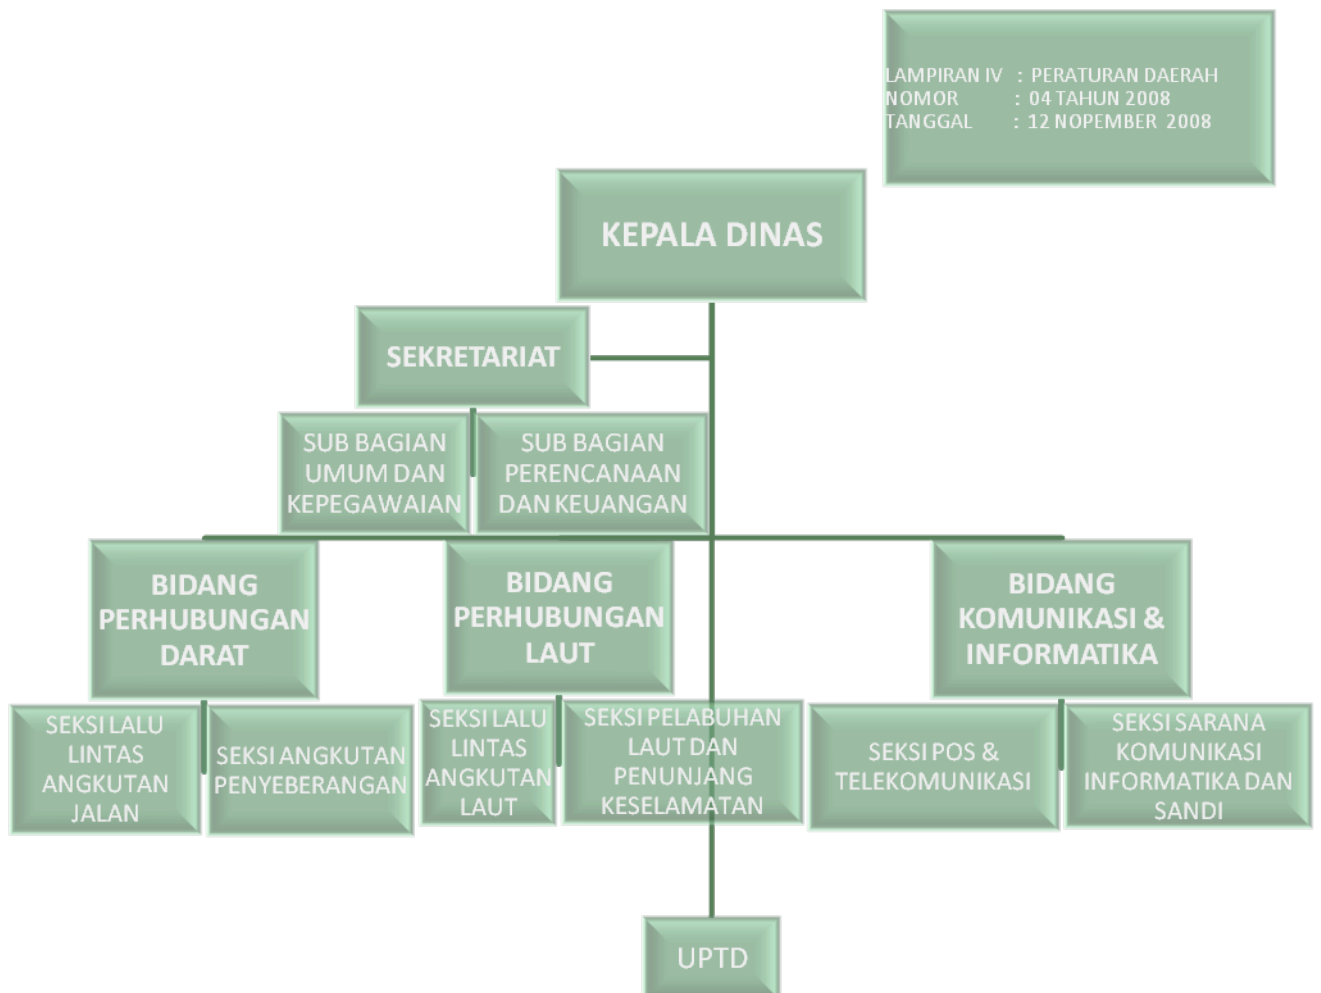 LAMPIRAN IV : PERATURAN DAERAH
NOMOR : 04 TAHUN 2008
TANGGAL : 12 NOPEMBER 2008
KEPALA DINAS
SEKRETARIAT
SUB BAGIAN
UMUM DAN
KEPEGAWAIAN
SUB BAGIAN
PERENCANAAN
DAN KEUANGAN
BIDANG
PERHUBUNGAN
DARAT
BIDANG
PERHUBUNGAN
LAUT
BIDANG
KOMUNIKASI &
INFORMATIKA
SEKSI LALU
LINTAS
ANGKUTAN
JALAN
SEKSI ANGKUTAN
PENYEBERANGAN
SEKSI LALU
LINTAS
ANGKUTAN
LAUT
SEKSI PELABUHAN
LAUT DAN
PENUNJANG
KESELAMATAN
SEKSI POS &
TELEKOMUNIKASI
SEKSI SARANA
KOMUNIKASI
INFORMATIKA DAN
SANDI
UPTD